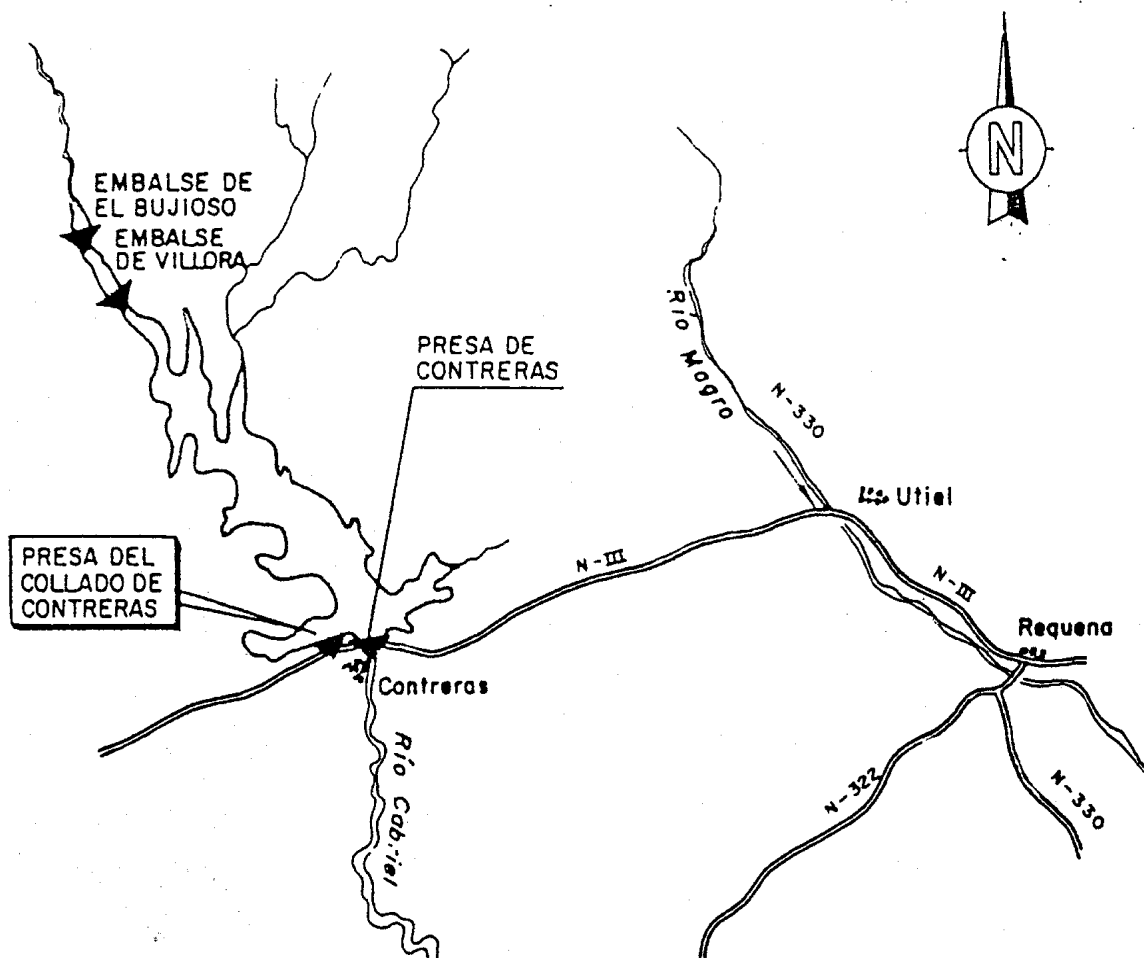 N
EMBALSE DE
EL BUJIOSO
EMBALSE
DE VILLORA
PRESA DE
CONTRERAS
Río Magro
N-330
Utiel
N-III
N-III
PRESA DEL
COLLADO DE
CONTRERAS
Requena
Contreras
Río Cabriel
N-322
N-330